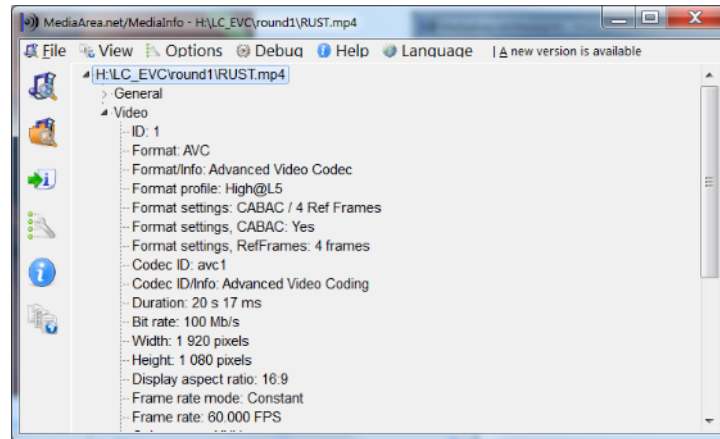 MediaArea.net/MediaInfo - H:\LC_EVC\round1\RUST.mp4
File View Options Debug Help Language | A new version is available
H:\LC_EVC\round1\RUST.mp4
General
Video
ID: 1
Format: AVC
Format/Info: Advanced Video Codec
Format profile: High@L5
Format settings: CABAC / 4 Ref Frames
Format settings, CABAC: Yes
Format settings, RefFrames: 4 frames
Codec ID: avc1
Codec ID/Info: Advanced Video Coding
Duration: 20 s 17 ms
Bit rate: 100 Mb/s
Width: 1 920 pixels
Height: 1 080 pixels
Display aspect ratio: 16:9
Frame rate mode: Constant
Frame rate: 60.000 FPS